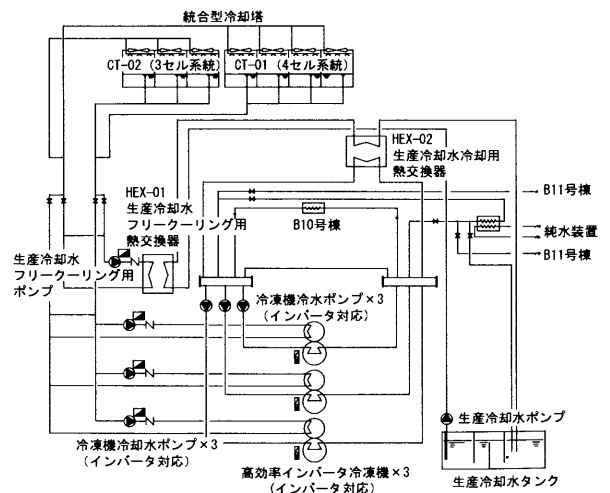 統合型冷却塔
CT-02 (3セル系統)
CT-01 (4セル系統)
HEX-02
生産冷却水冷却用
熱交換器
HEX-01
生産冷却水
フリークーリング用
熱交換器
B11号棟
B10号棟
純水装置
B11号棟
生産冷却水
フリークーリング用
ポンプ
冷凍機冷水ポンプ×3
(インバータ対応)
生産冷却水ポンプ
冷凍機冷却水ポンプ×3
(インバータ対応)
高効率インバータ冷凍機×3
(インバータ対応)
生産冷却水タンク